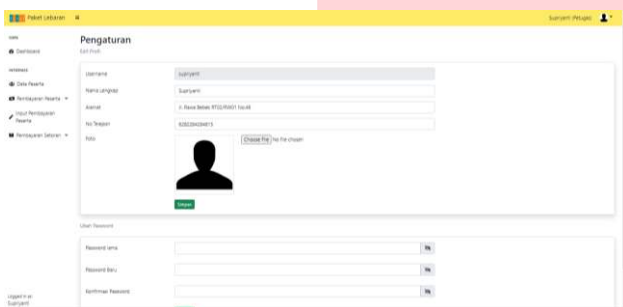 Paket Lebaran
Supriyanti (Petugas)
HOME
Dashboard
INTERFACE
Data Peserta
Pembayaran Peserta
Input Pembayaran
Peserta
Pembayaran Setoran
Logged in as:
Supriyanti
Pengaturan
Edit Profil
Username
supriyanti
Nama Lengkap
Supriyanti
Alamat
No Telepon
Foto
Choose File No file chosen
Simpan
Ubah Password
Password lama
Password Baru
Konfirmasi Password